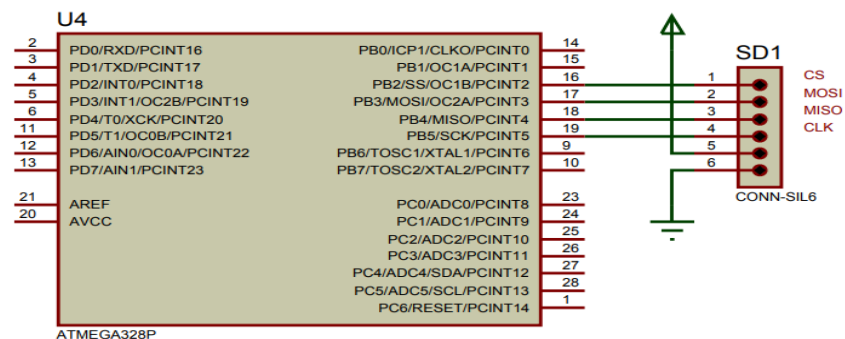 U4
2 PD0/RXD/PCINT16 PB0/ICP1/CLKO/PCINT0 14
3 PD1/TXD/PCINT17 PB1/OC1A/PCINT1 15
4 PD2/INT0/PCINT18 PB2/SS/OC1B/PCINT2 16
5 PD3/INT1/OC2B/PCINT19 PB3/MOSI/OC2A/PCINT3 17
6 PD4/T0/XCK/PCINT20 PB4/MISO/PCINT4 18
11 PD5/T1/OC0B/PCINT21 PB5/SCK/PCINT5 19
12 PD6/AIN0/OC0A/PCINT22 PB6/TOSC1/XTAL1/PCINT6 9
13 PD7/AIN1/PCINT23 PB7/TOSC2/XTAL2/PCINT7 10
21 AREF PC0/ADC0/PCINT8 23
20 AVCC PC1/ADC1/PCINT9 24
PC2/ADC2/PCINT10 25
PC3/ADC3/PCINT11 26
PC4/ADC4/SDA/PCINT12 27
PC5/ADC5/SCL/PCINT13 28
PC6/RESET/PCINT14 1
ATMEGA328P
SD1
1 CS
2 MOSI
3 MISO
4 CLK
5
6
CONN-SIL6